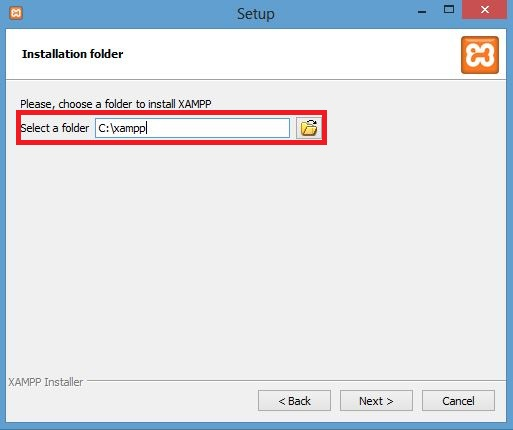 Setup
Installation folder
Please, choose a folder to install XAMPP
Select a folder C:\xampp
XAMPP Installer
< Back Next > Cancel